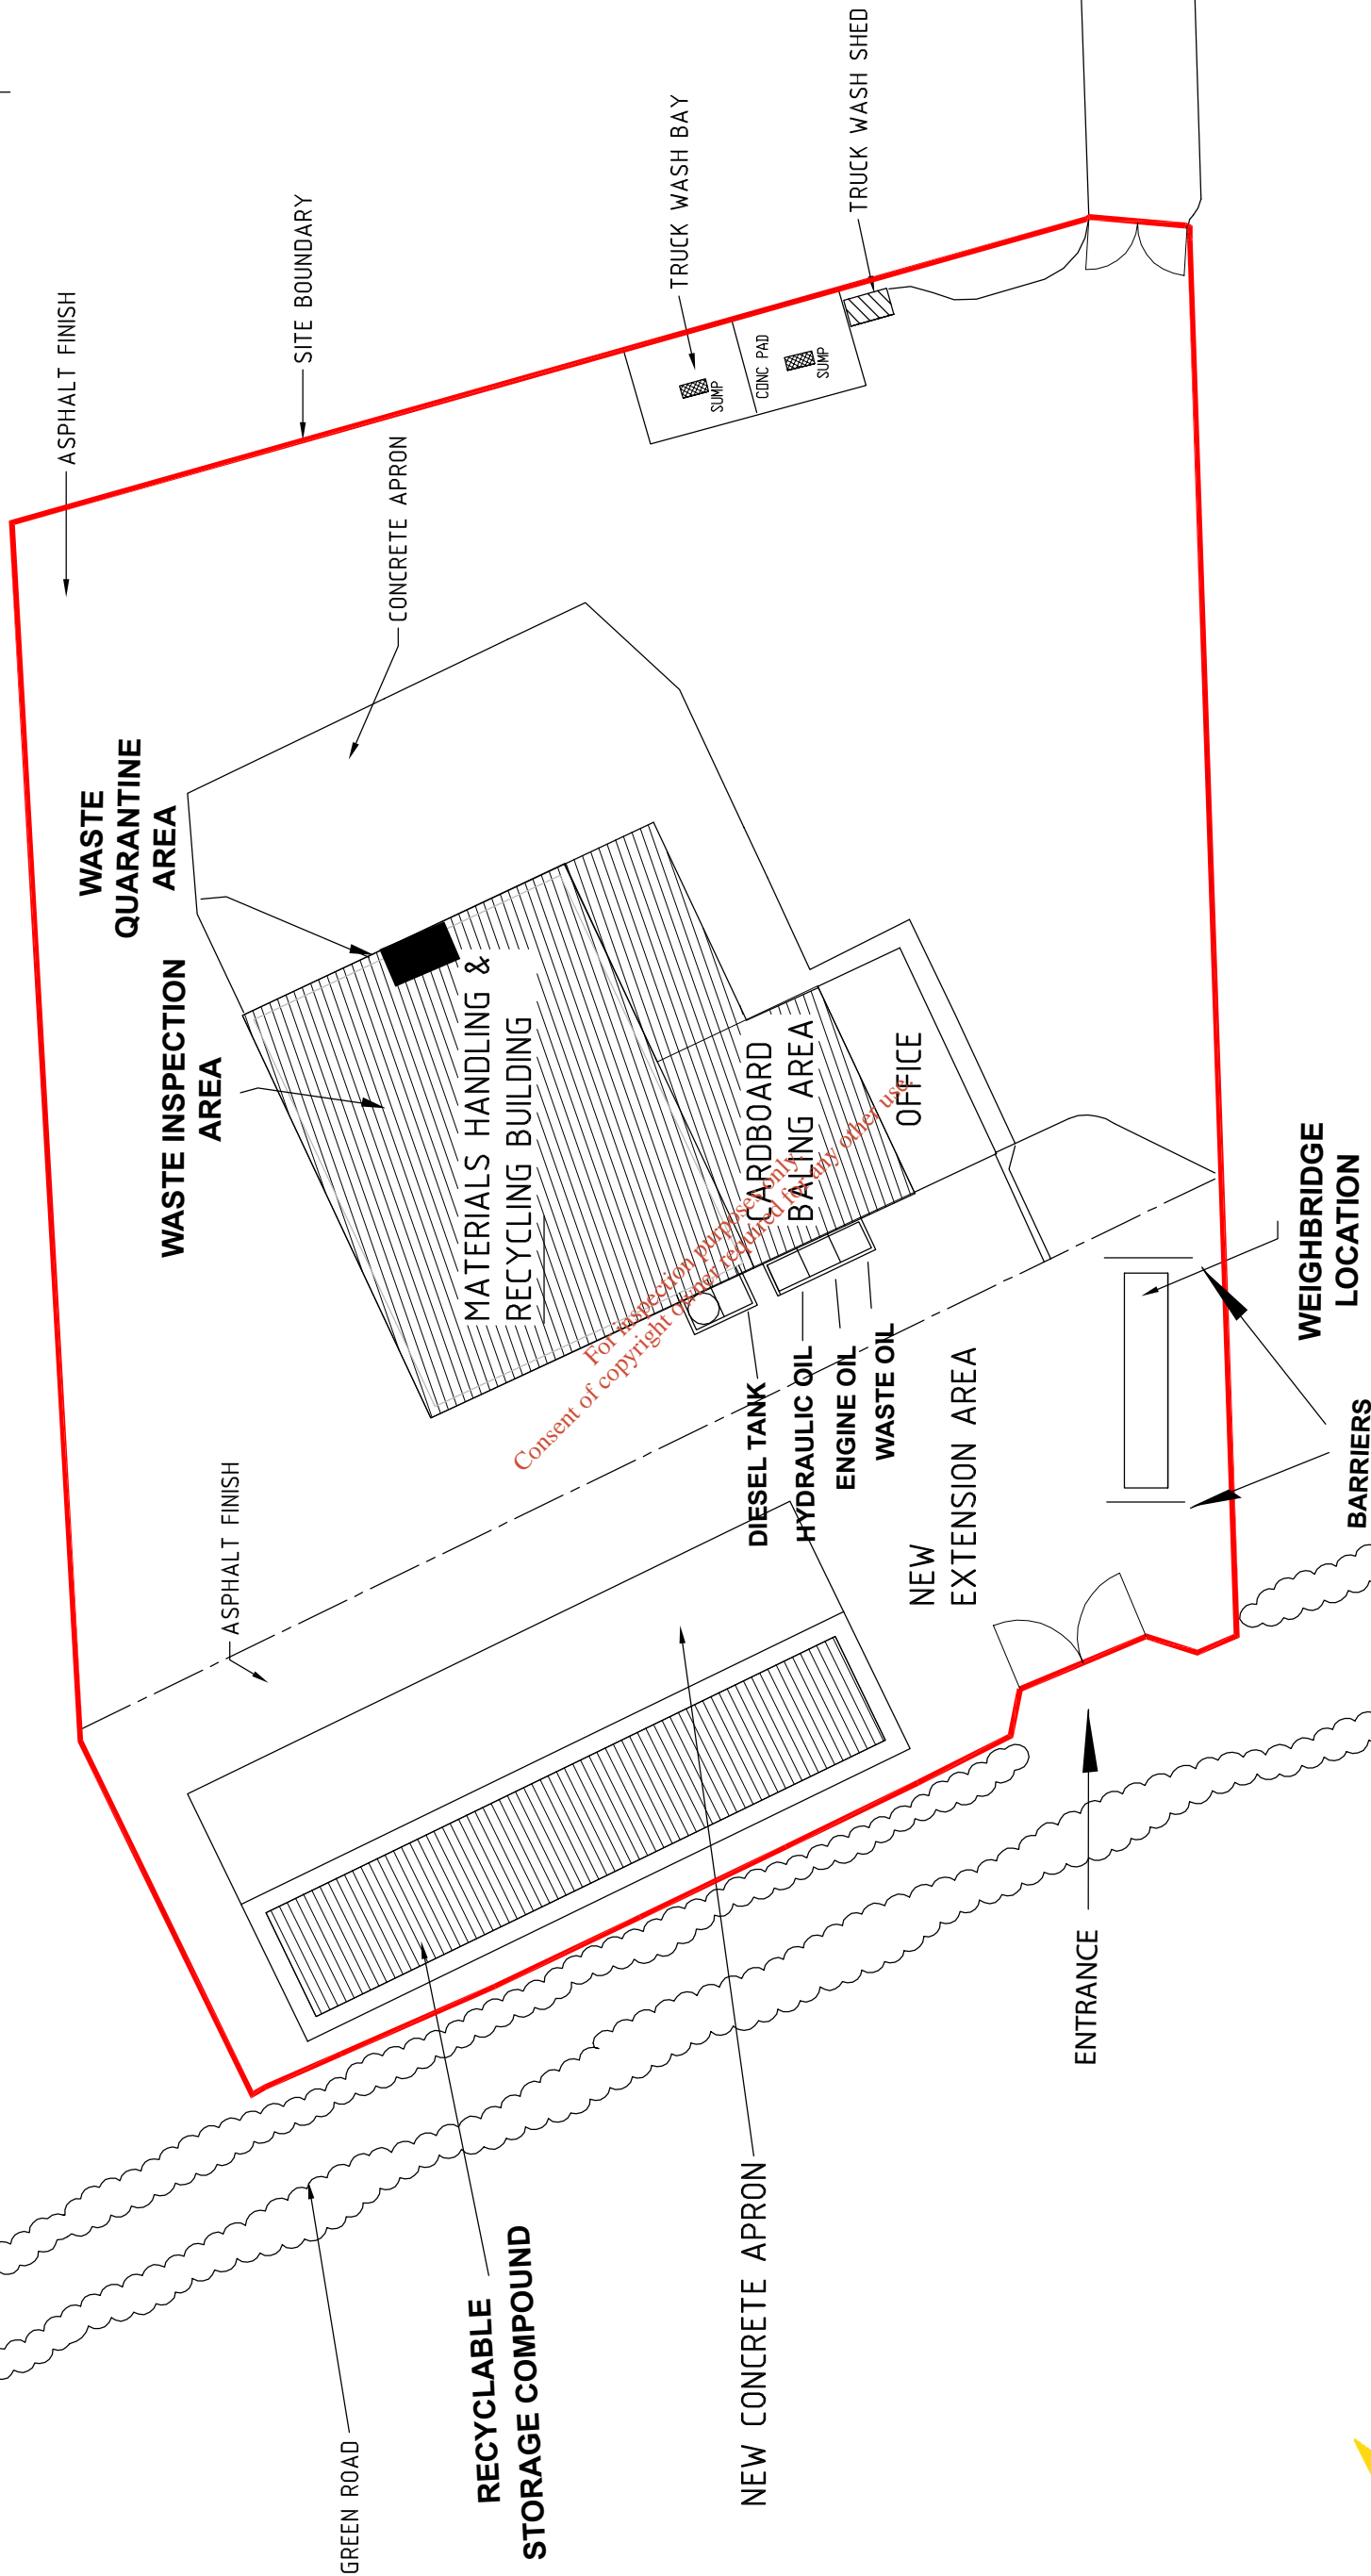 ASPHALT FINISH
SITE BOUNDARY
CONCRETE APRON
TRUCK WASH BAY
TRUCK WASH SHED
SUMP
CONC PAD
SUMP
WASTE
QUARANTINE
AREA
WASTE INSPECTION
AREA
MATERIALS HANDLING &
RECYCLING BUILDING
CARDBOARD
BALING AREA
OFFICE
For inspection purposes only.
Consent of copyright owner required for any other use.
DIESEL TANK
HYDRAULIC OIL
ENGINE OIL
WASTE OIL
WEIGHBRIDGE
LOCATION
BARRIERS
NEW
EXTENSION AREA
ASPHALT FINISH
ENTRANCE
GREEN ROAD
RECYCLABLE
STORAGE COMPOUND
NEW CONCRETE APRON